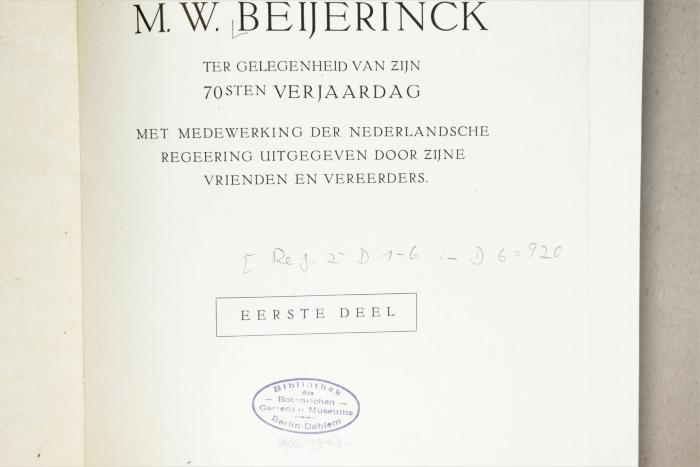 M. W. BEIJERINCK
TER GELEGENHEID VAN ZIJN
70STEN VERJAARDAG
MET MEDEWERKING DER NEDERLANDSCHE
REGEERING UITGEGEVEN DOOR ZIJNE
VRIENDEN EN VEREERDERS.
[ Reg. z D. 1-6 in D. 6 = 920
EERSTE DEEL
Bibliothek
des
— Botanischen —
Gartens u Museums
Berlin-Dahlem